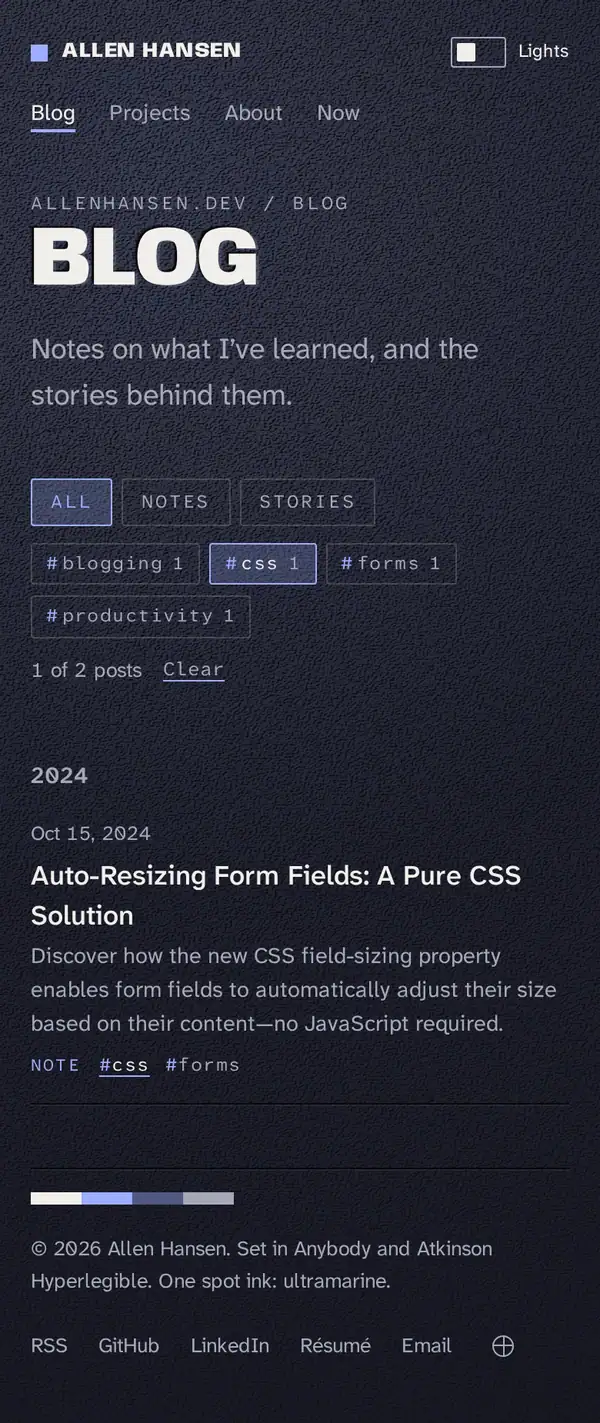 ALLEN HANSEN
Lights
Blog Projects About Now
ALLENHANSEN.DEV / BLOG
BLOG
Notes on what I’ve learned, and the
stories behind them.
ALL NOTES STORIES
#blogging 1 #css 1 #forms 1
#productivity 1
1 of 2 posts Clear
2024
Oct 15, 2024
Auto-Resizing Form Fields: A Pure CSS
Solution
Discover how the new CSS field-sizing property
enables form fields to automatically adjust their size
based on their content—no JavaScript required.
NOTE #css #forms
© 2026 Allen Hansen. Set in Anybody and Atkinson
Hyperlegible. One spot ink: ultramarine.
RSS GitHub LinkedIn Résumé Email